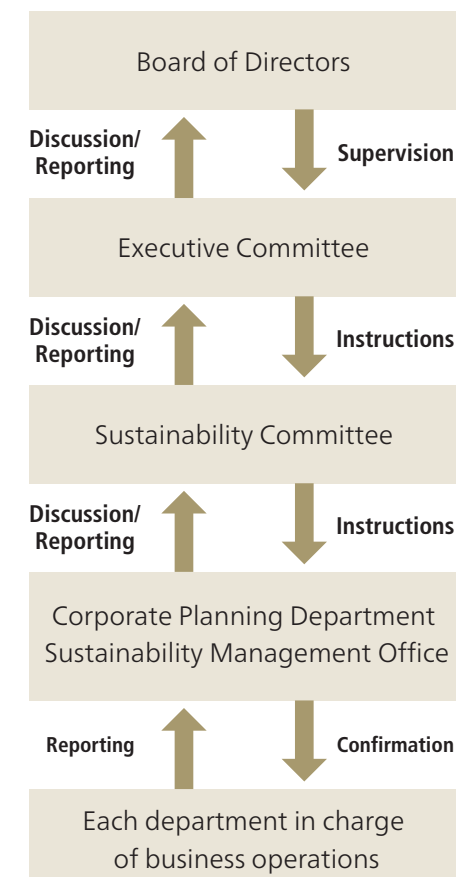 Board of Directors
Discussion/
Reporting
Supervision
Executive Committee
Discussion/
Reporting
Instructions
Sustainability Committee
Discussion/
Reporting
Instructions
Corporate Planning Department
Sustainability Management Office
Reporting
Confirmation
Each department in charge
of business operations